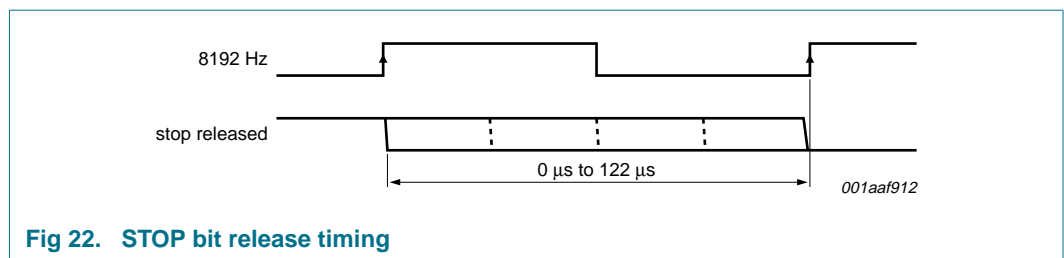 8192 Hz
stop released
0 μs to 122 μs
001aaf912
Fig 22. STOP bit release timing